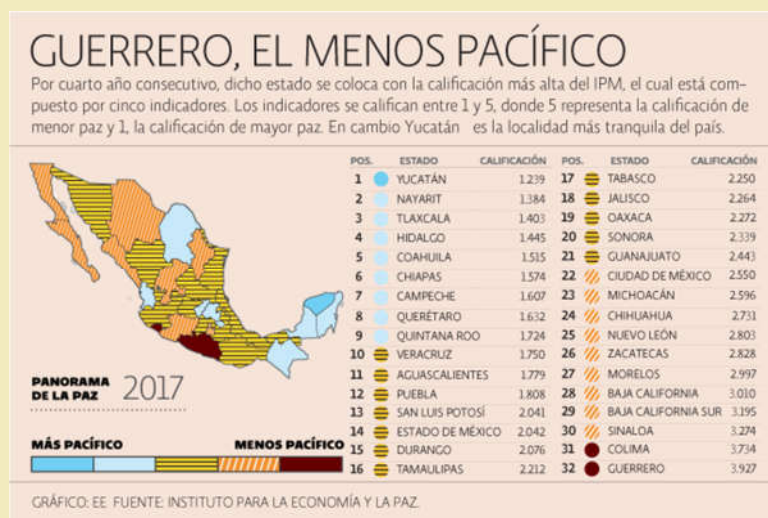 GUERRERO, EL MENOS PACÍFICO
Por cuarto año consecutivo, dicho estado se coloca con la calificación más alta del IPM, el cual está com-
puesto por cinco indicadores. Los indicadores se califican entre 1 y 5, donde 5 representa la calificación de
menor paz y 1, la calificación de mayor paz. En cambio Yucatán es la localidad más tranquila del país.
POS. ESTADO CALIFICACIÓN
1 YUCATÁN 1.239
2 NAYARIT 1.384
3 TLAXCALA 1.403
4 HIDALGO 1.445
5 COAHUILA 1.515
6 CHIAPAS 1.574
7 CAMPECHE 1.607
8 QUERÉTARO 1.632
9 QUINTANA ROO 1.724
10 VERACRUZ 1.750
11 AGUASCALIENTES 1.779
12 PUEBLA 1.808
13 SAN LUIS POTOSÍ 2.041
14 ESTADO DE MÉXICO 2.042
15 DURANGO 2.076
16 TAMAULIPAS 2.212
POS. ESTADO CALIFICACIÓN
17 TABASCO 2.250
18 JALISCO 2.264
19 OAXACA 2.272
20 SONORA 2.339
21 GUANAJUATO 2.443
22 CIUDAD DE MÉXICO 2.550
23 MICHOACÁN 2.596
24 CHIHUAHUA 2.731
25 NUEVO LEÓN 2.803
26 ZACATECAS 2.828
27 MORELOS 2.997
28 BAJA CALIFORNIA 3.010
29 BAJA CALIFORNIA SUR 3.195
30 SINALOA 3.274
31 COLIMA 3.734
32 GUERRERO 3.927
PANORAMA
DE LA PAZ 2017
MÁS PACÍFICO MENOS PACÍFICO
GRÁFICO: EE FUENTE: INSTITUTO PARA LA ECONOMÍA Y LA PAZ.